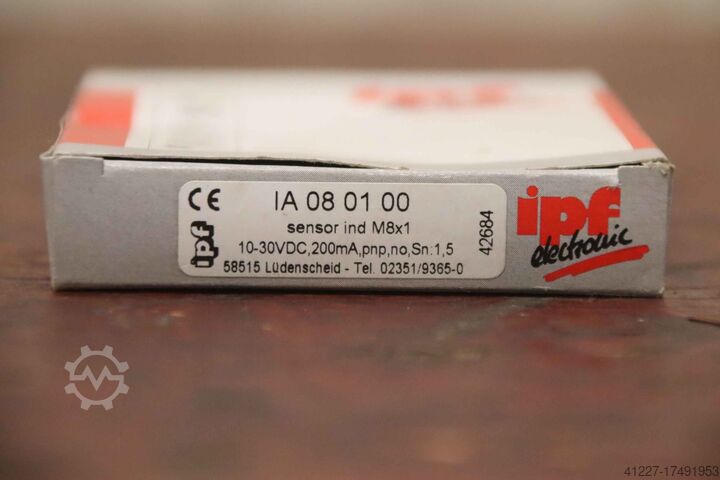 CE
IA 08 01 00
sensor ind M8x1
10-30VDC,200mA,pnp,no,Sn:1,5
58515 Lüdenscheid - Tel. 02351/9365-0
ipf
42684
ipf
electronic
41227-17491953